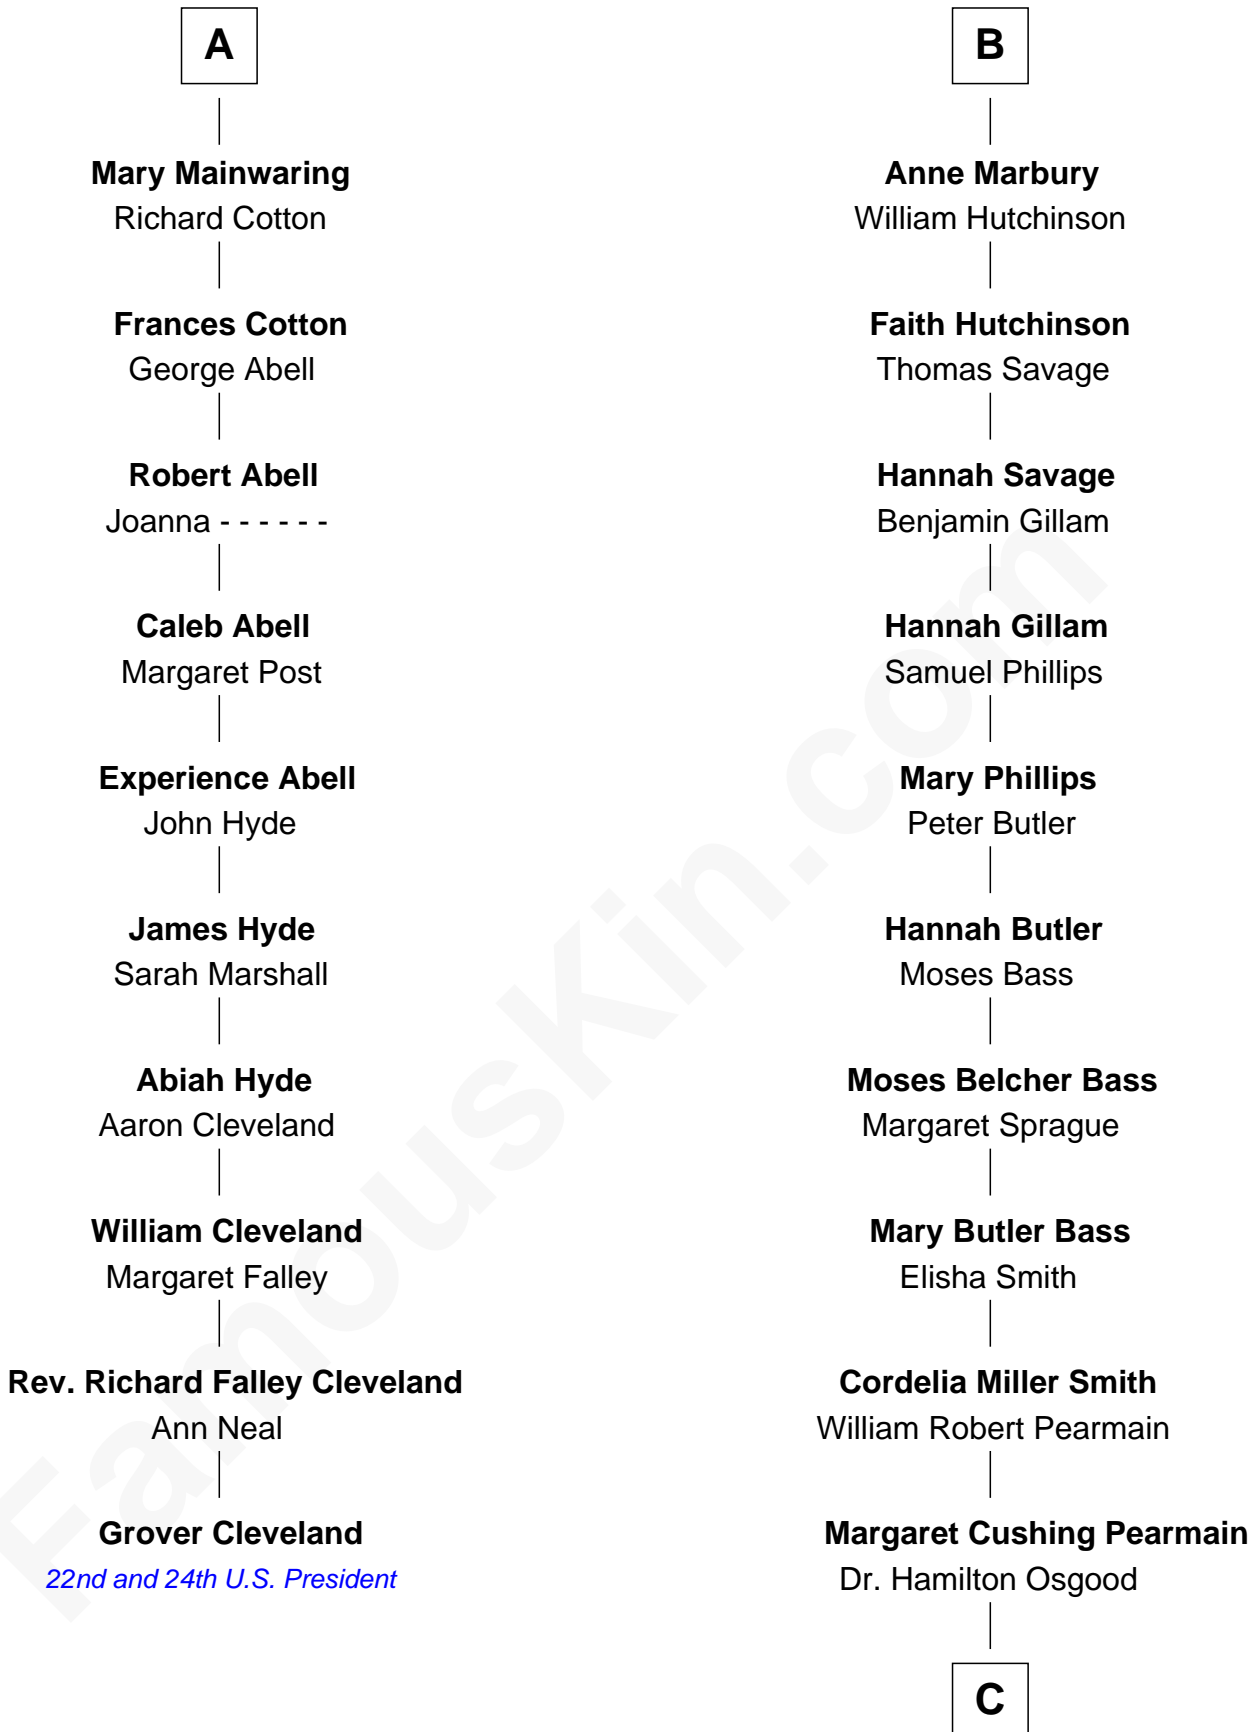 A
Mary Mainwaring
Richard Cotton
Frances Cotton
George Abell
Robert Abell
Joanna - - - - - -
Caleb Abell
Margaret Post
Experience Abell
John Hyde
James Hyde
Sarah Marshall
Abiah Hyde
Aaron Cleveland
William Cleveland
Margaret Falley
Rev. Richard Falley Cleveland
Ann Neal
Grover Cleveland
22nd and 24th U.S. President
B
Anne Marbury
William Hutchinson
Faith Hutchinson
Thomas Savage
Hannah Savage
Benjamin Gillam
Hannah Gillam
Samuel Phillips
Mary Phillips
Peter Butler
Hannah Butler
Moses Bass
Moses Belcher Bass
Margaret Sprague
Mary Butler Bass
Elisha Smith
Cordelia Miller Smith
William Robert Pearmain
Margaret Cushing Pearmain
Dr. Hamilton Osgood
C
FamousKin.com